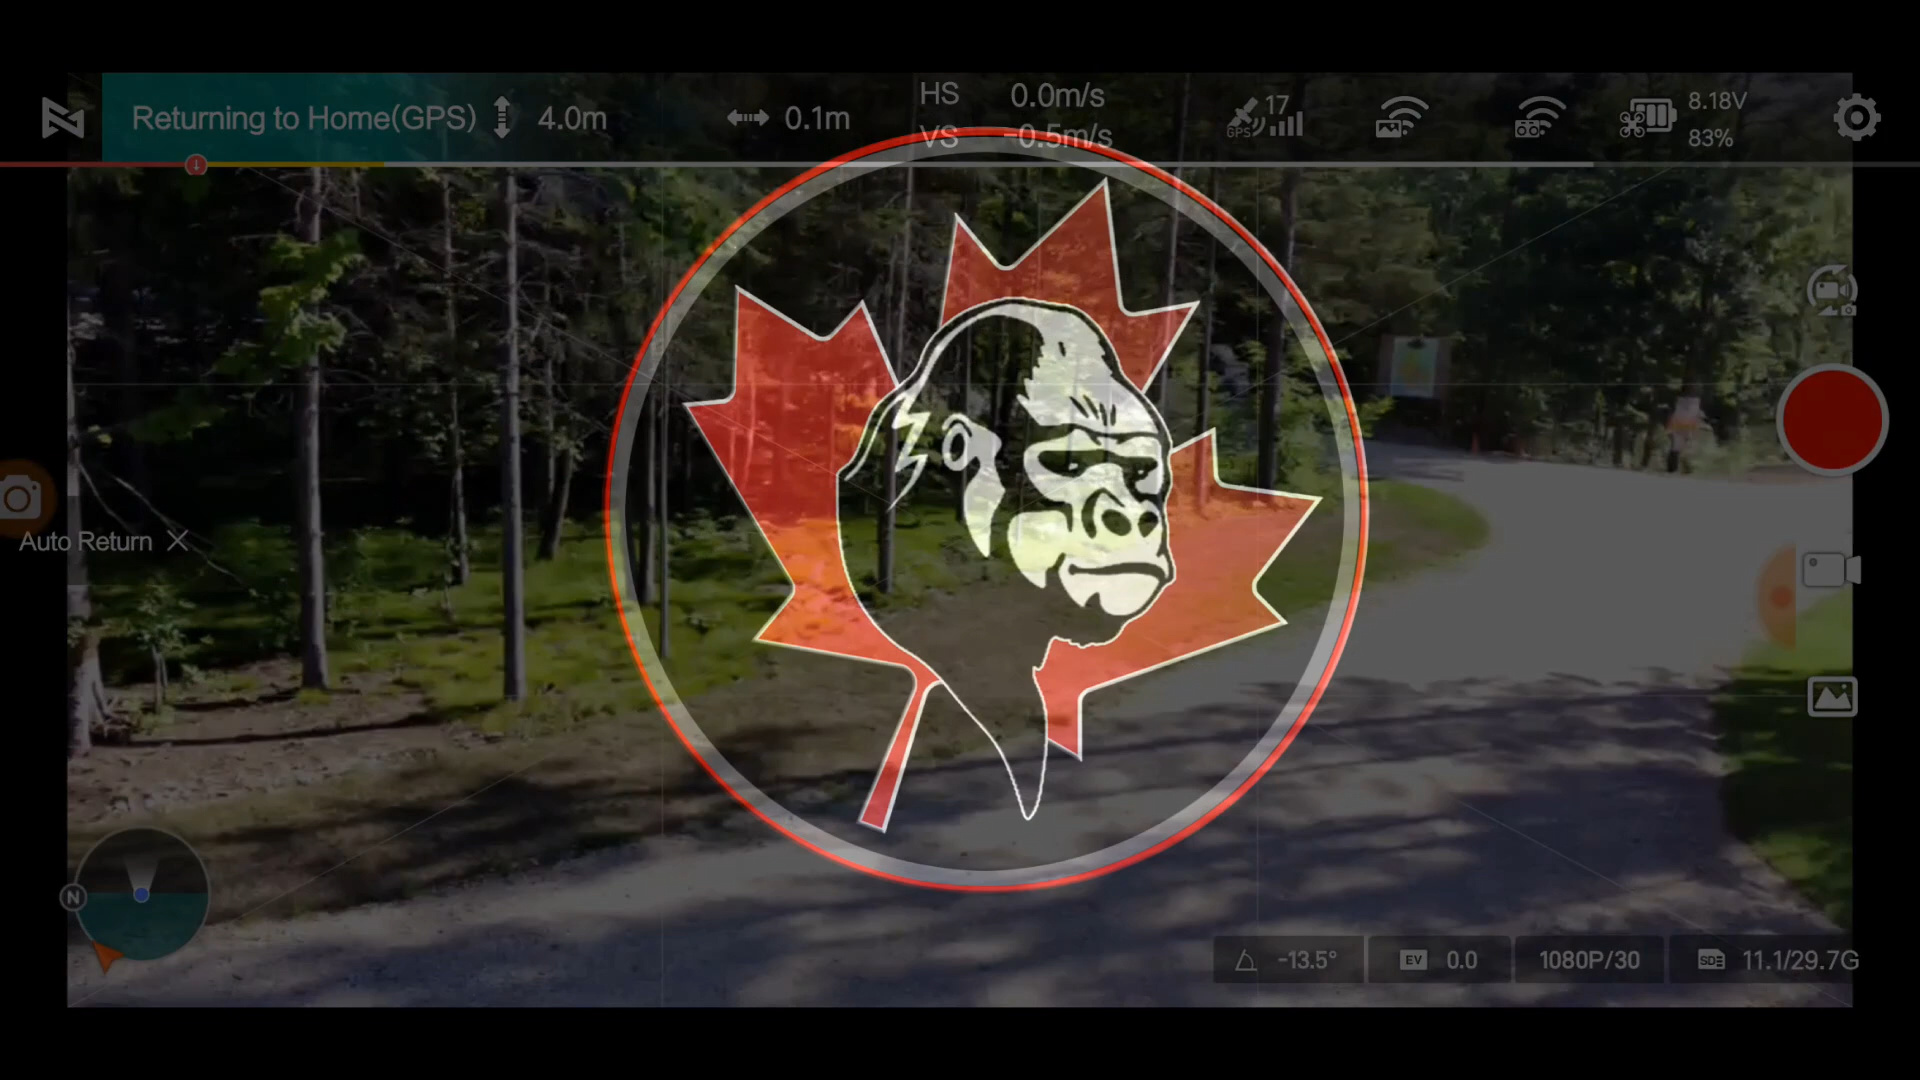 Returning to Home(GPS)
4.0m
0.1m
HS 0.0m/s
VS -0.5m/s
GPS
17
8.18V
83%
Auto Return
N
-13.5°
EV 0.0
1080P/30
SD 11.1/29.7G